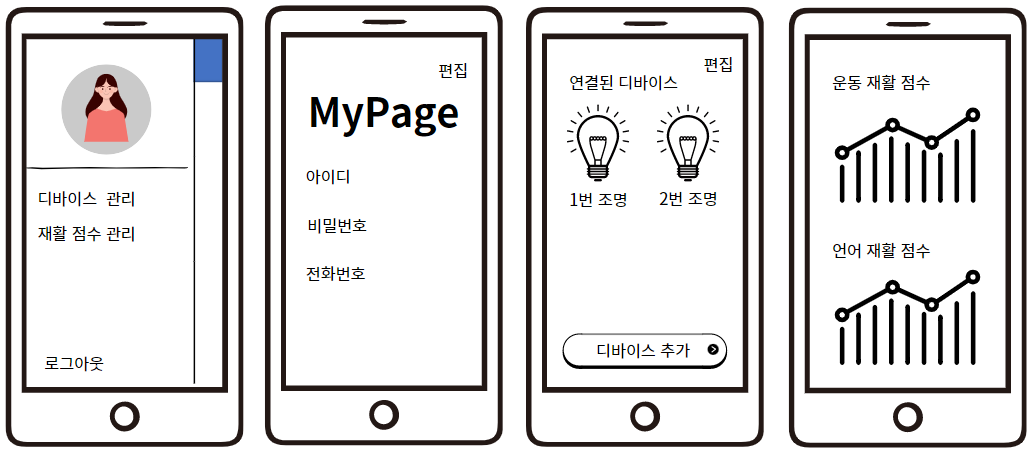 디바이스 관리
재활 점수 관리
로그아웃
편집
MyPage
아이디
비밀번호
전화번호
편집
연결된 디바이스
1번 조명
2번 조명
디바이스 추가
운동 재활 점수
언어 재활 점수